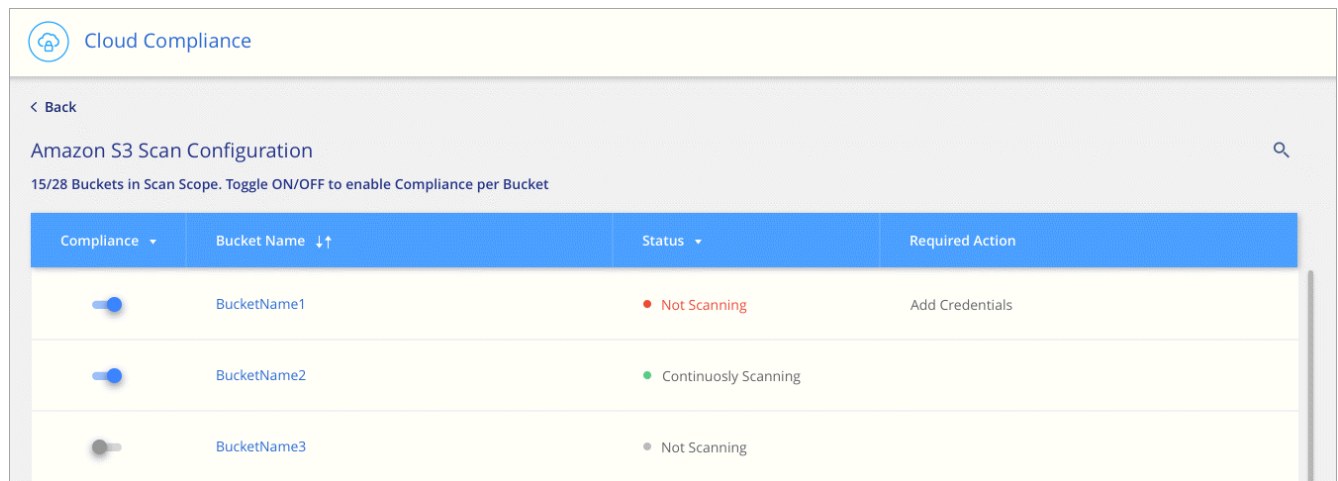 Cloud Compliance
< Back
Amazon S3 Scan Configuration
15/28 Buckets in Scan Scope. Toggle ON/OFF to enable Compliance per Bucket
Compliance Bucket Name Status Required Action
BucketName1 Not Scanning Add Credentials
BucketName2 Continuosly Scanning
BucketName3 Not Scanning